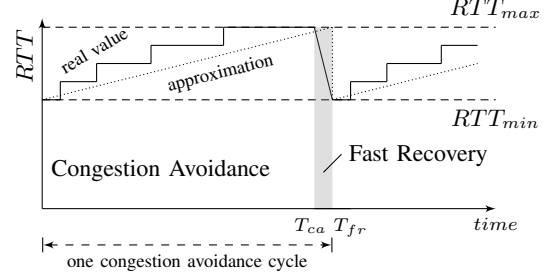 RTT_max
RTT
real value
approximation
RTT_min
Congestion Avoidance
Fast Recovery
T_ca T_fr time
one congestion avoidance cycle